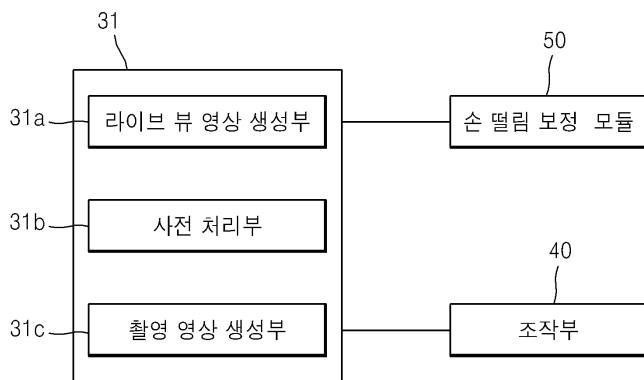 31
50
31a
라이브 뷰 영상 생성부
손 떨림 보정 모듈
31b
사전 처리부
40
31c
촬영 영상 생성부
조작부